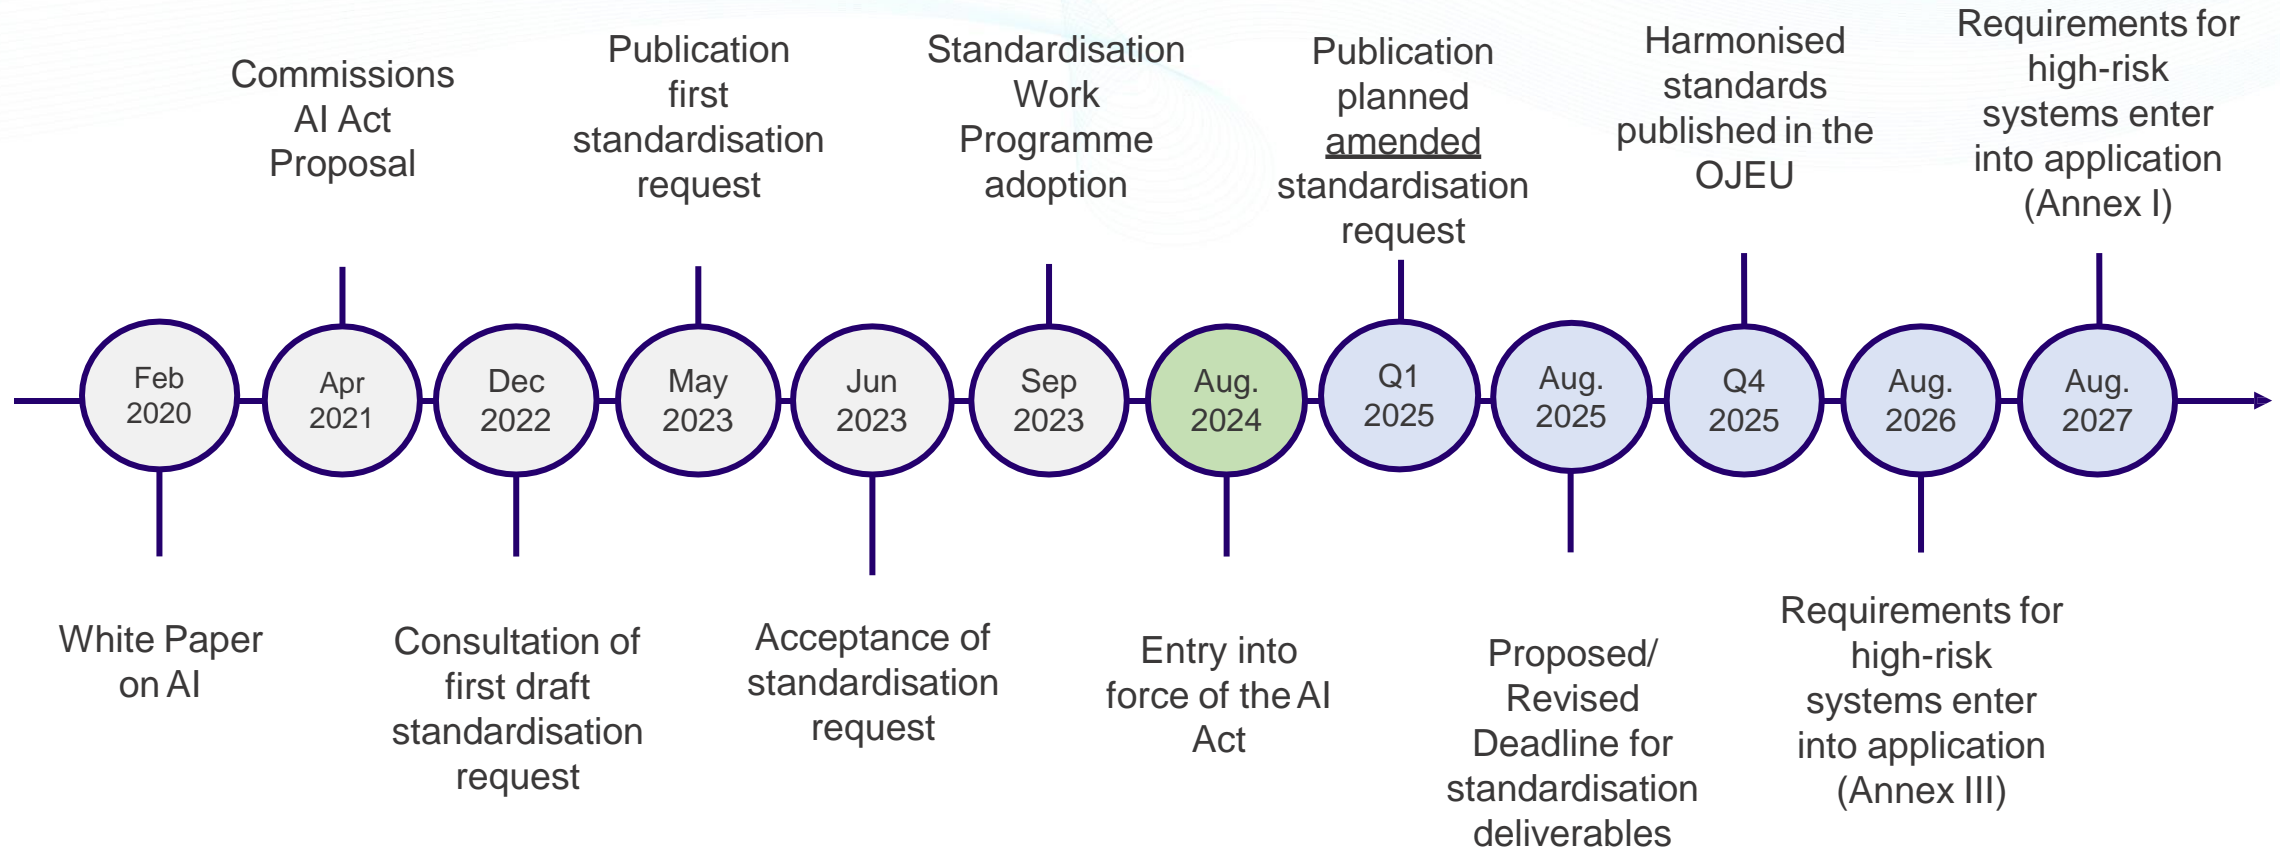 Commissions
AI Act
Proposal
Publication
first
standardisation
request
Standardisation
Work
Programme
adoption
Publication
planned
amended
standardisation
request
Harmonised
standards
published in the
OJEU
Requirements for
high-risk
systems enter
into application
(Annex I)
Feb
2020
Apr
2021
Dec
2022
May
2023
Jun
2023
Sep
2023
Aug.
2024
Q1
2025
Aug.
2025
Q4
2025
Aug.
2026
Aug.
2027
White Paper
on AI
Consultation of
first draft
standardisation
request
Acceptance of
standardisation
request
Entry into
force of the AI
Act
Proposed/
Revised
Deadline for
standardisation
deliverables
Requirements for
high-risk
systems enter
into application
(Annex III)